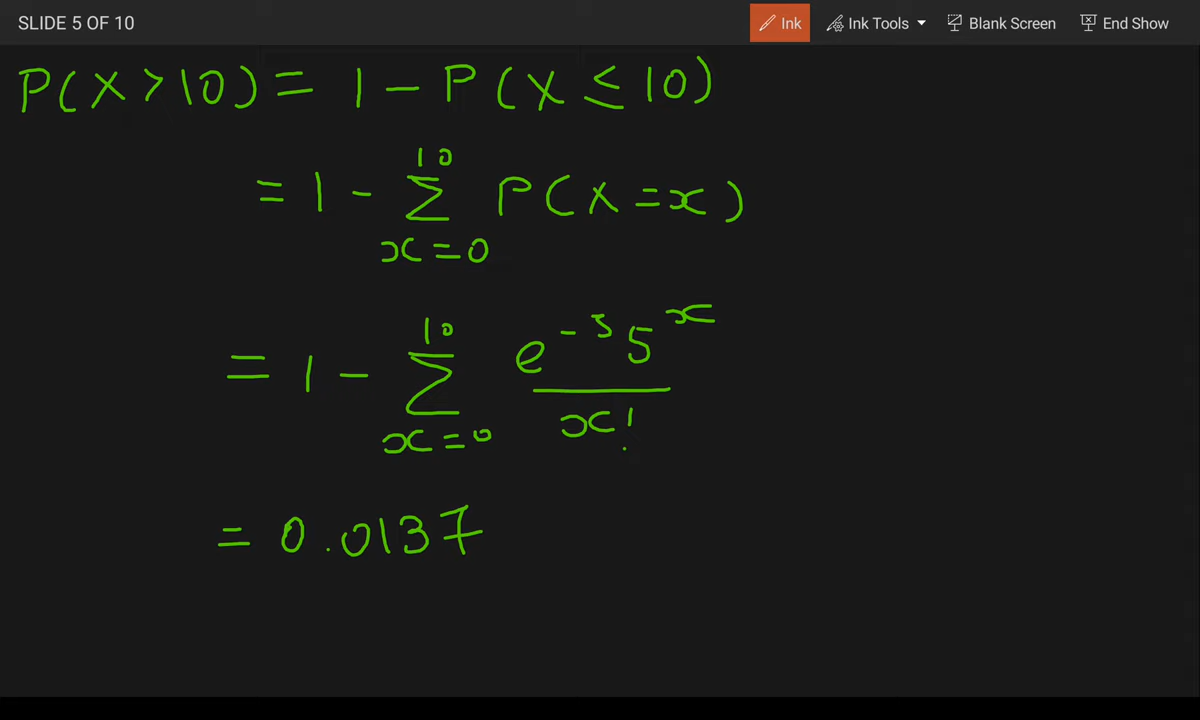 SLIDE 5 OF 10 Ink Ink Tools Blank Screen End Show
P(X>10) = 1 - P(X ≤ 10)
= 1 - ∑_{x=0}^{10} P(X=x)
= 1 - ∑_{x=0}^{10} \frac{e^{-5} 5^x}{x!}
= 0.0137